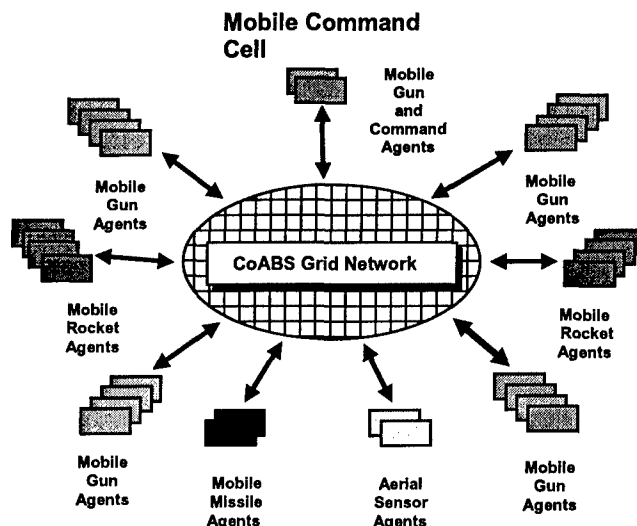 Mobile Command
Cell
Mobile
Gun
and
Command
Agents
Mobile
Gun
Agents
Mobile
Gun
Agents
CoABS Grid Network
Mobile
Rocket
Agents
Mobile
Rocket
Agents
Mobile
Gun
Agents
Mobile
Missile
Agents
Aerial
Sensor
Agents
Mobile
Gun
Agents